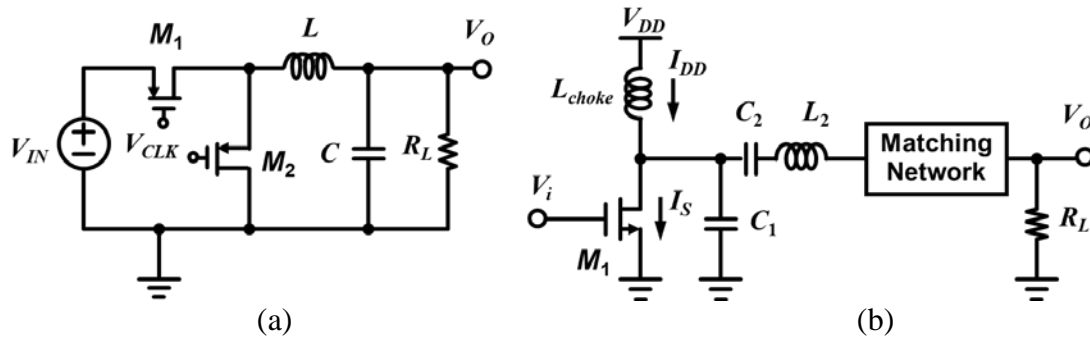 M1
L
VO
VIN
VCLK
M2
C
RL
(a)
VDD
IDD
Lchoke
C2
L2
Matching
Network
VO
Vi
IS
M1
C1
RL
(b)